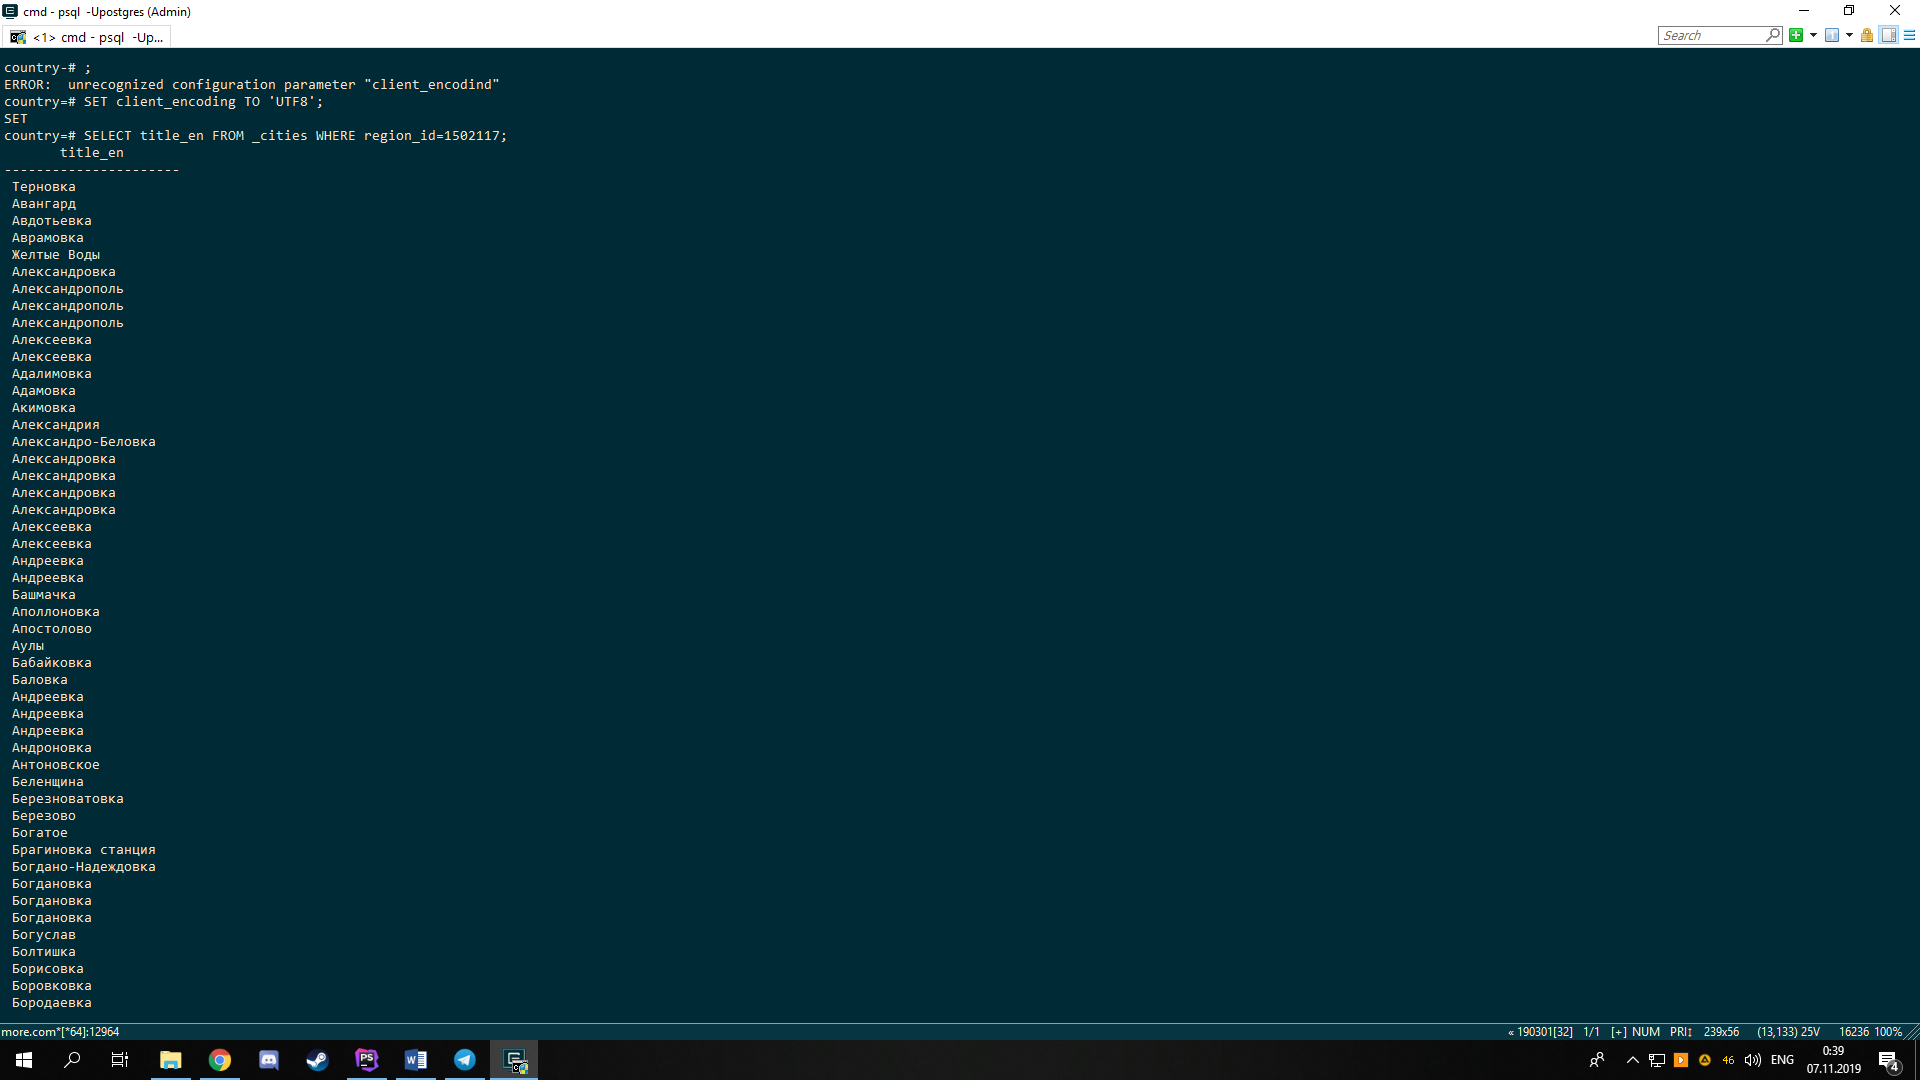 cmd - psql  -Upostgres (Admin)
<1> cmd - psql  -Up...
Search
country-# ;
ERROR:  unrecognized configuration parameter "client_encodind"
country=# SET client_encoding TO 'UTF8';
SET
country=# SELECT title_en FROM _cities WHERE region_id=1502117;
title_en
----------------------
Терновка
Авангард
Авдотьевка
Аврамовка
Желтые Воды
Александровка
Александрополь
Александрополь
Александрополь
Алексеевка
Алексеевка
Адалимовка
Адамовка
Акимовка
Александрия
Александро-Беловка
Александровка
Александровка
Александровка
Александровка
Алексеевка
Алексеевка
Андреевка
Андреевка
Башмачка
Аполлоновка
Апостолово
Аулы
Бабайковка
Баловка
Андреевка
Андреевка
Андреевка
Андроновка
Антоновское
Беленщина
Березноватовка
Березово
Богатое
Брагиновка станция
Богдано-Надеждовка
Богдановка
Богдановка
Богдановка
Богуслав
Болтишка
Борисовка
Боровковка
Бородаевка
more.com*[*64]:12964
« 190301[32] 1/1 [+] NUM PRI↕ 239x56 (13,133) 25V 16236 100%
46 ENG
0:39
07.11.2019
4